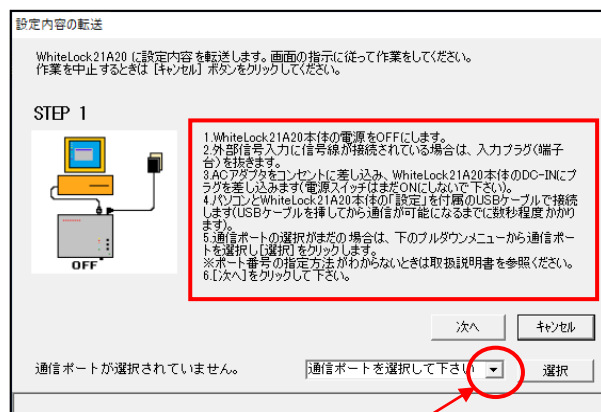 設定内容の転送
WhiteLock21A20 に設定内容を転送します。画面の指示に従って作業をしてください。
作業を中止するときは [キャンセル] ボタンをクリックしてください。
STEP 1
1.WhiteLock21A20本体の電源をOFFにします。
2.外部信号入力に信号線が接続されている場合は、入力プラグ(端子
台)を抜きます。
3.ACアダプタをコンセントに差し込み、WhiteLock21A20本体のDC-INにプ
ラグを差し込みます(電源スイッチはまだONにしないで下さい)。
4.パソコンとWhiteLock21A20本体の「設定」を付属のUSBケーブルで接続
します(USBケーブルを挿してから通信が可能になるまでに数秒程度かかり
ます)。
5.通信ポートの選択がまだの場合は、下のプルダウンメニューから通信ポー
トを選択し[選択]をクリックします。
※ポート番号の指定方法がわからないときは取扱説明書を参照ください。
6.[次へ]をクリックして下さい。
OFF
次へ
キャンセル
通信ポートが選択されていません。
通信ポートを選択して下さい
選択